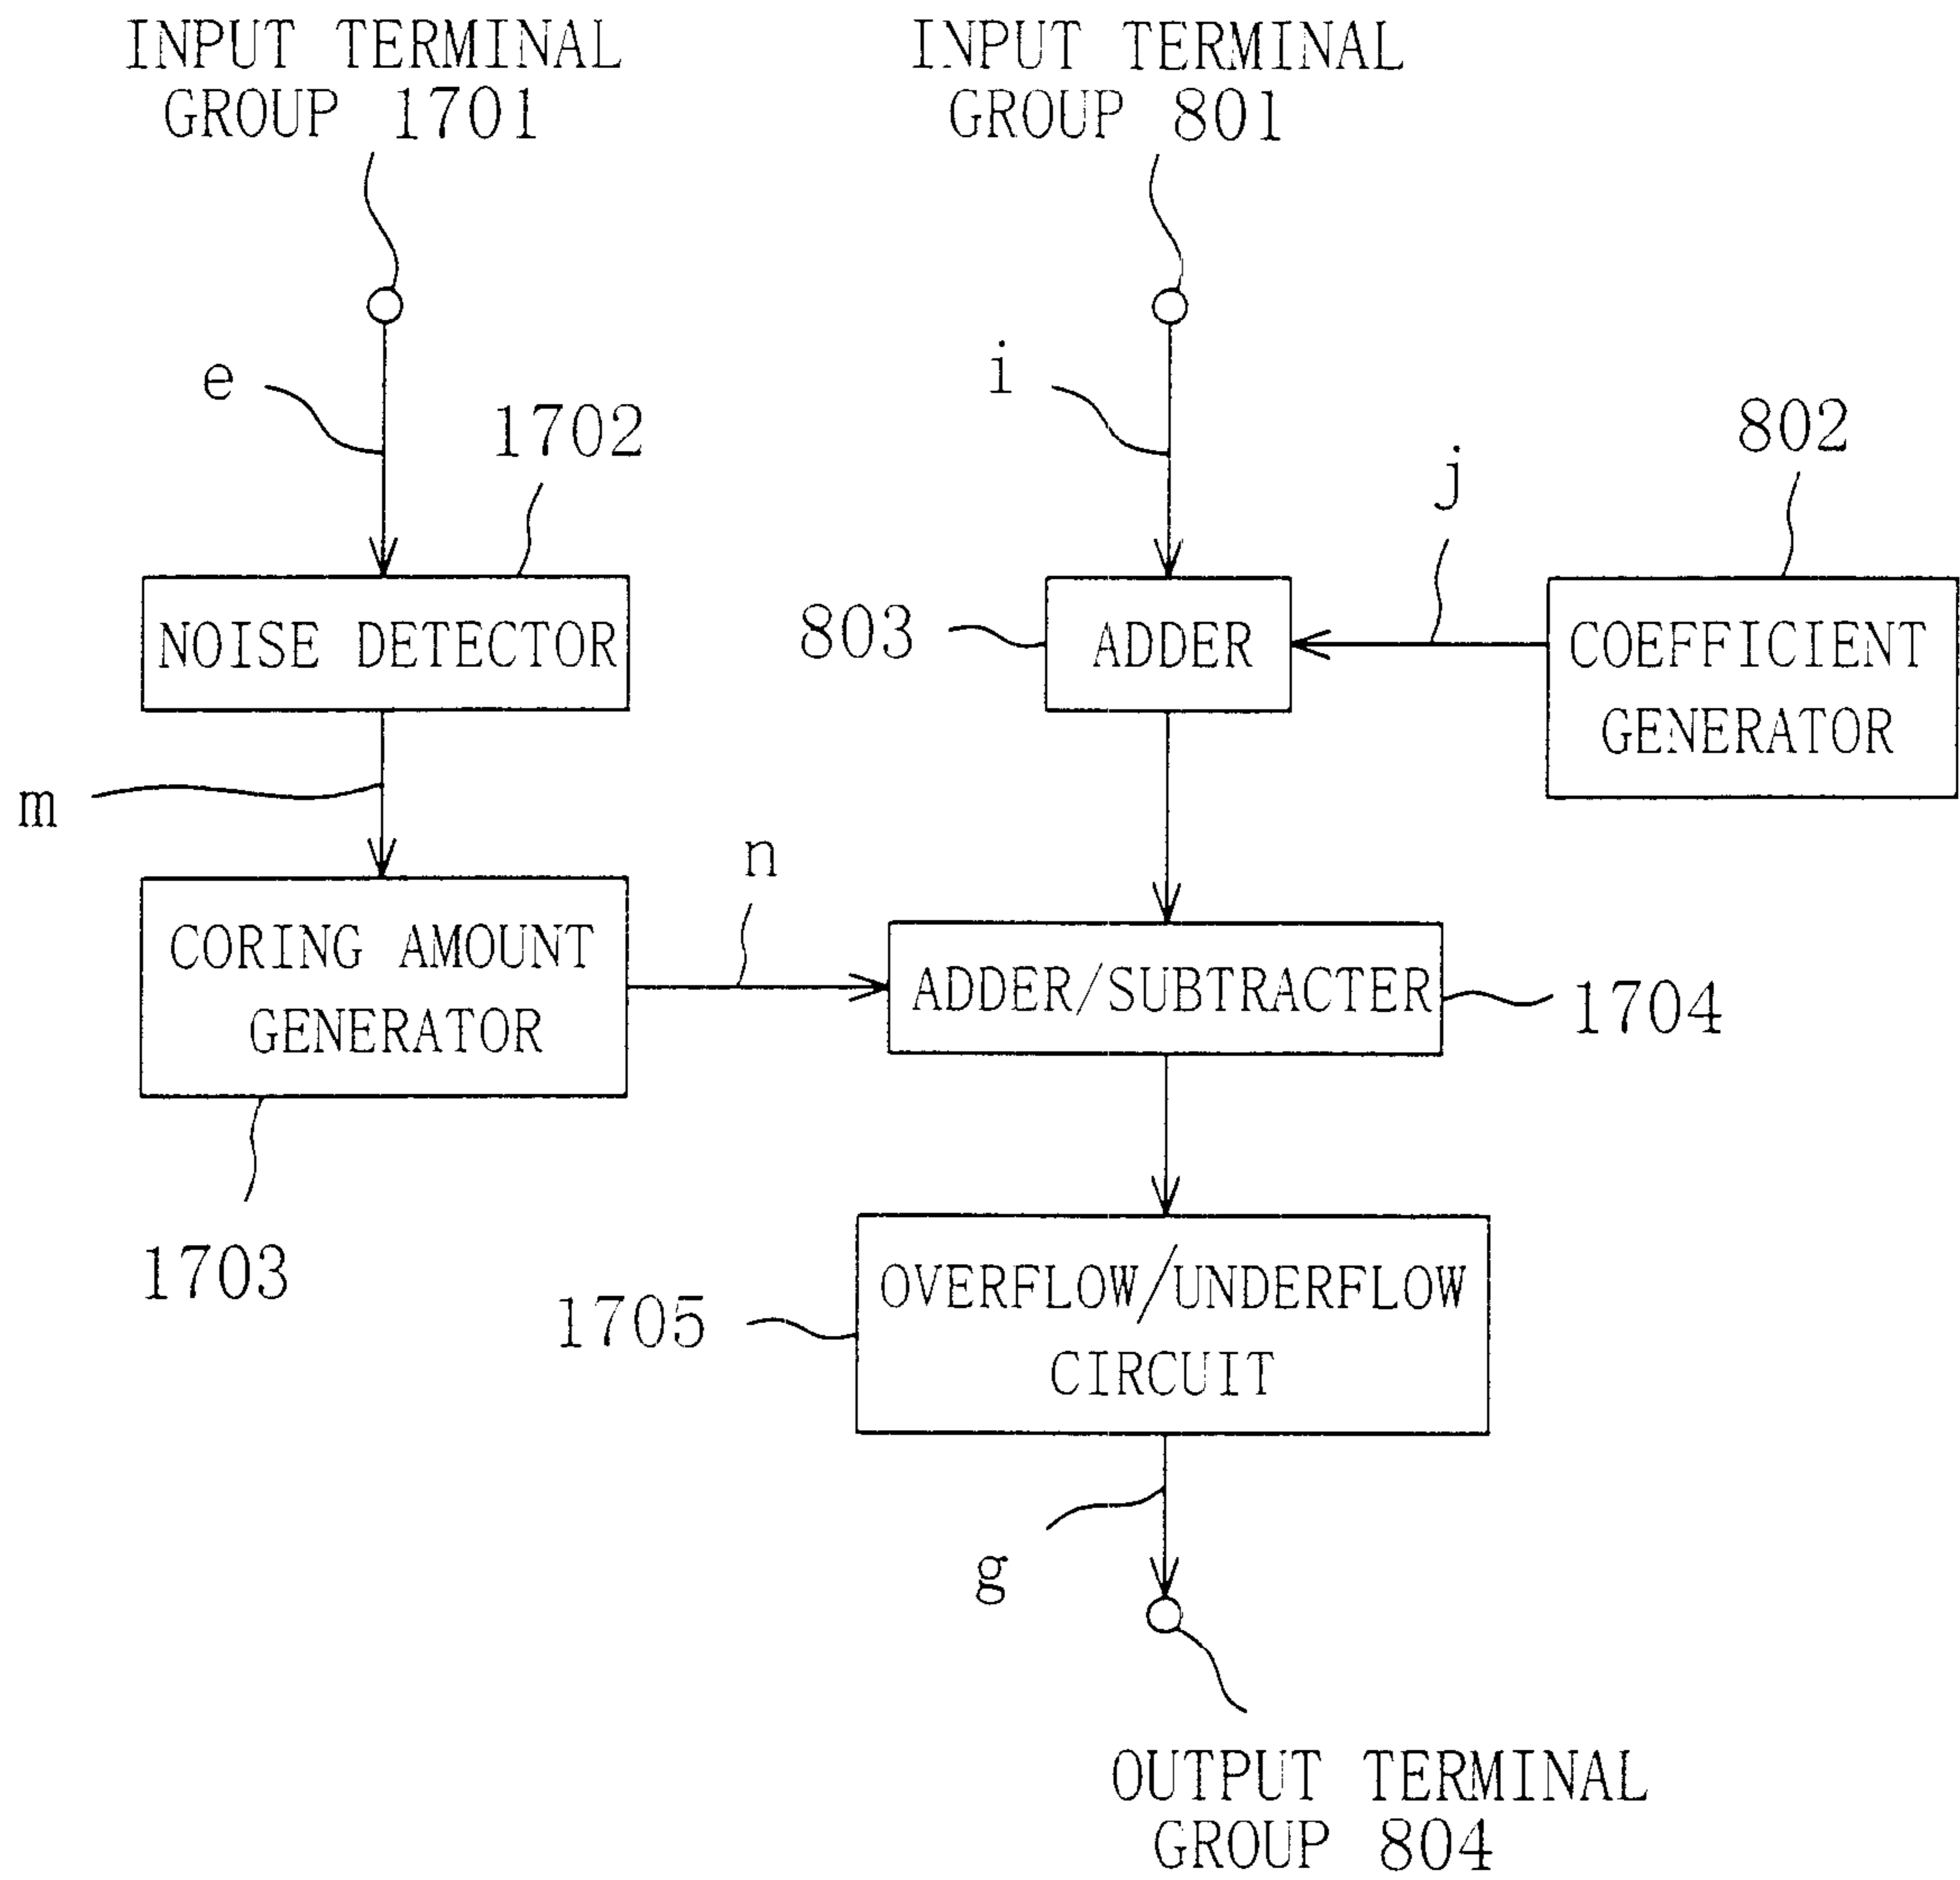 INPUT TERMINAL
GROUP 1701
INPUT TERMINAL
GROUP 801
e
i
1702
802
j
NOISE DETECTOR
803
ADDER
COEFFICIENT
GENERATOR
m
n
CORING AMOUNT
GENERATOR
ADDER/SUBTRACTER
1704
1703
1705
OVERFLOW/UNDERFLOW
CIRCUIT
g
OUTPUT TERMINAL
GROUP 804